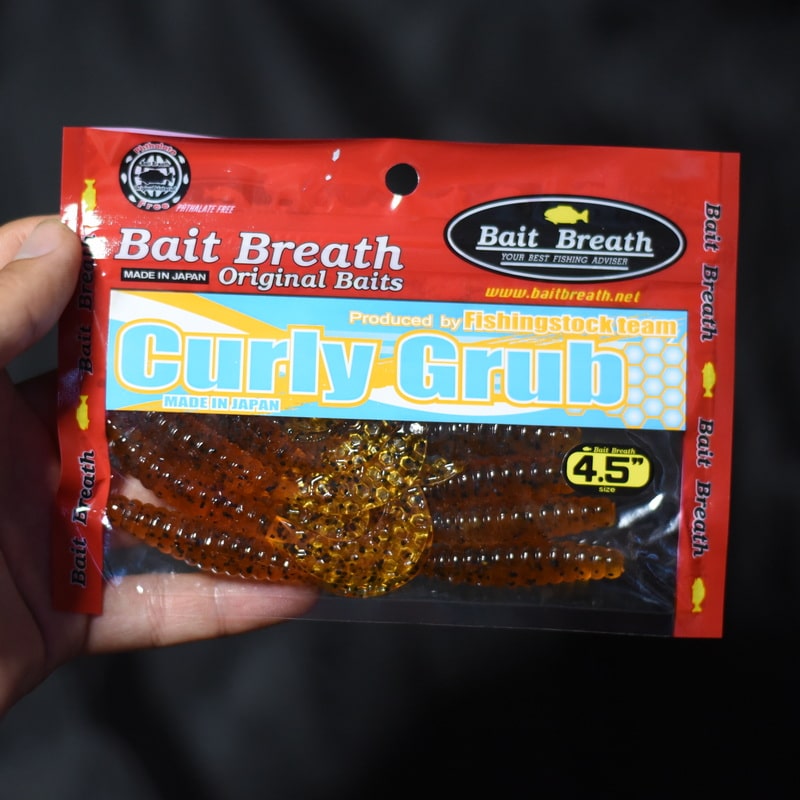 Phthalate
Bait Breath
Free
PHTHALATE FREE
Bait Breath
MADE IN JAPAN
Original Baits
Bait Breath
YOUR BEST FISHING ADVISER
www.baitbreath.net
Produced by Fishingstock team
Curly Grub
MADE IN JAPAN
Bait Breath
4.5"
size
Bait Breath
Bait Breath
Bait Breath
Bait Breath